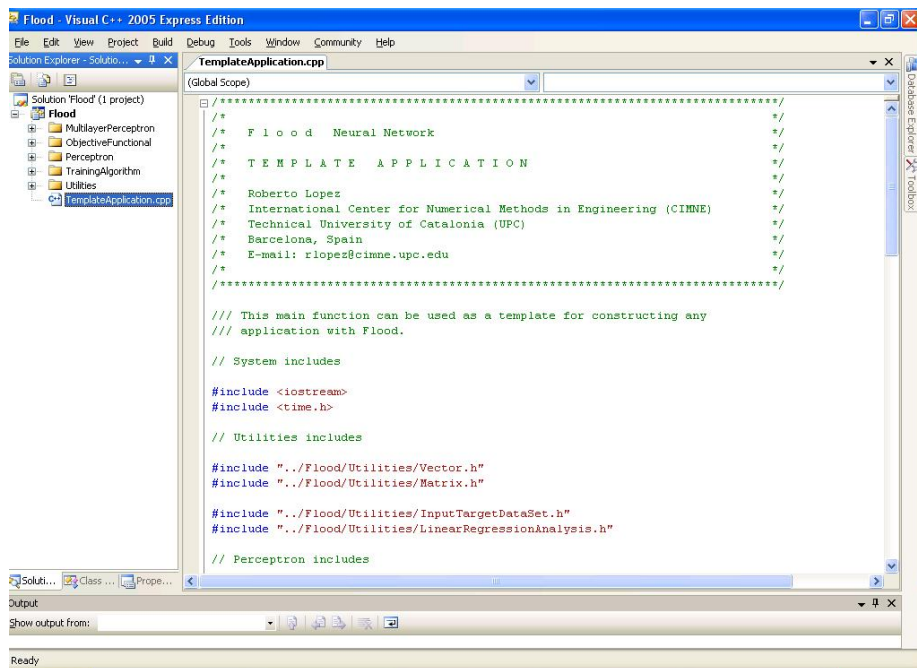 Flood - Visual C++ 2005 Express Edition
File Edit View Project Build Debug Tools Window Community Help
Solution Explorer - Solutio...
TemplateApplication.cpp
(Global Scope)
Solution 'Flood' (1 project)
Flood
MultilayerPerceptron
ObjectiveFunctional
Perceptron
TrainingAlgorithm
Utilities
TemplateApplication.cpp
/******************************************************************************/
/* */
/* F l o o d Neural Network */
/* */
/* T E M P L A T E A P P L I C A T I O N */
/* */
/* Roberto Lopez */
/* International Center for Numerical Methods in Engineering (CIMNE) */
/* Technical University of Catalonia (UPC) */
/* Barcelona, Spain */
/* E-mail: rlopez@cimne.upc.edu */
/* */
/******************************************************************************/
/// This main function can be used as a template for constructing any
/// application with Flood.
// System includes
#include <iostream>
#include <time.h>
// Utilities includes
#include "../Flood/Utilities/Vector.h"
#include "../Flood/Utilities/Matrix.h"
#include "../Flood/Utilities/InputTargetDataSet.h"
#include "../Flood/Utilities/LinearRegressionAnalysis.h"
// Perceptron includes
Database Explorer
Toolbox
Soluti... Class ... Prope...
Output
Show output from:
Ready